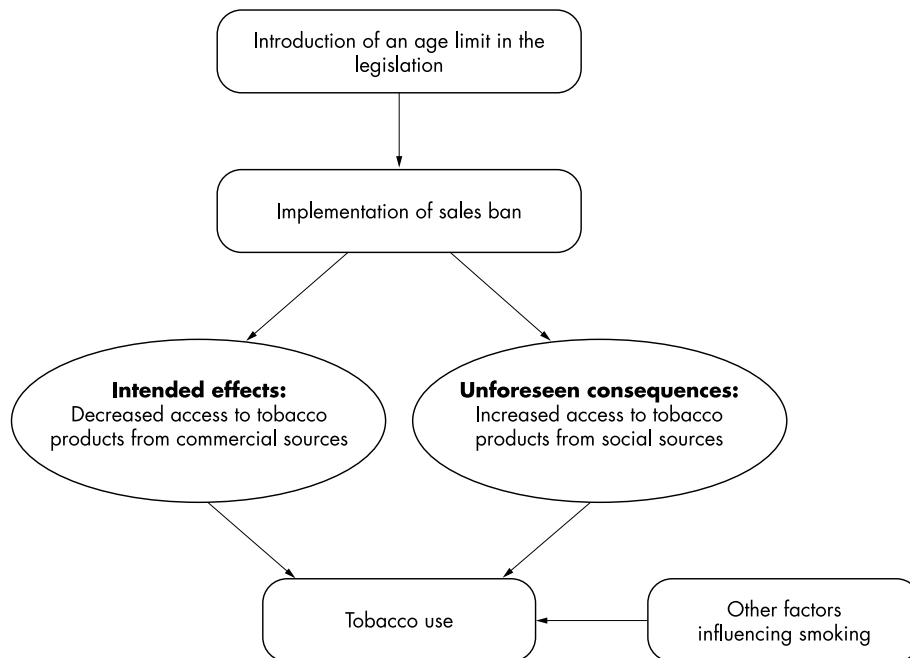 Introduction of an age limit in the
legislation
Implementation of sales ban
Intended effects:
Decreased access to tobacco
products from commercial sources
Unforeseen consequences:
Increased access to tobacco
products from social sources
Tobacco use
Other factors
influencing smoking